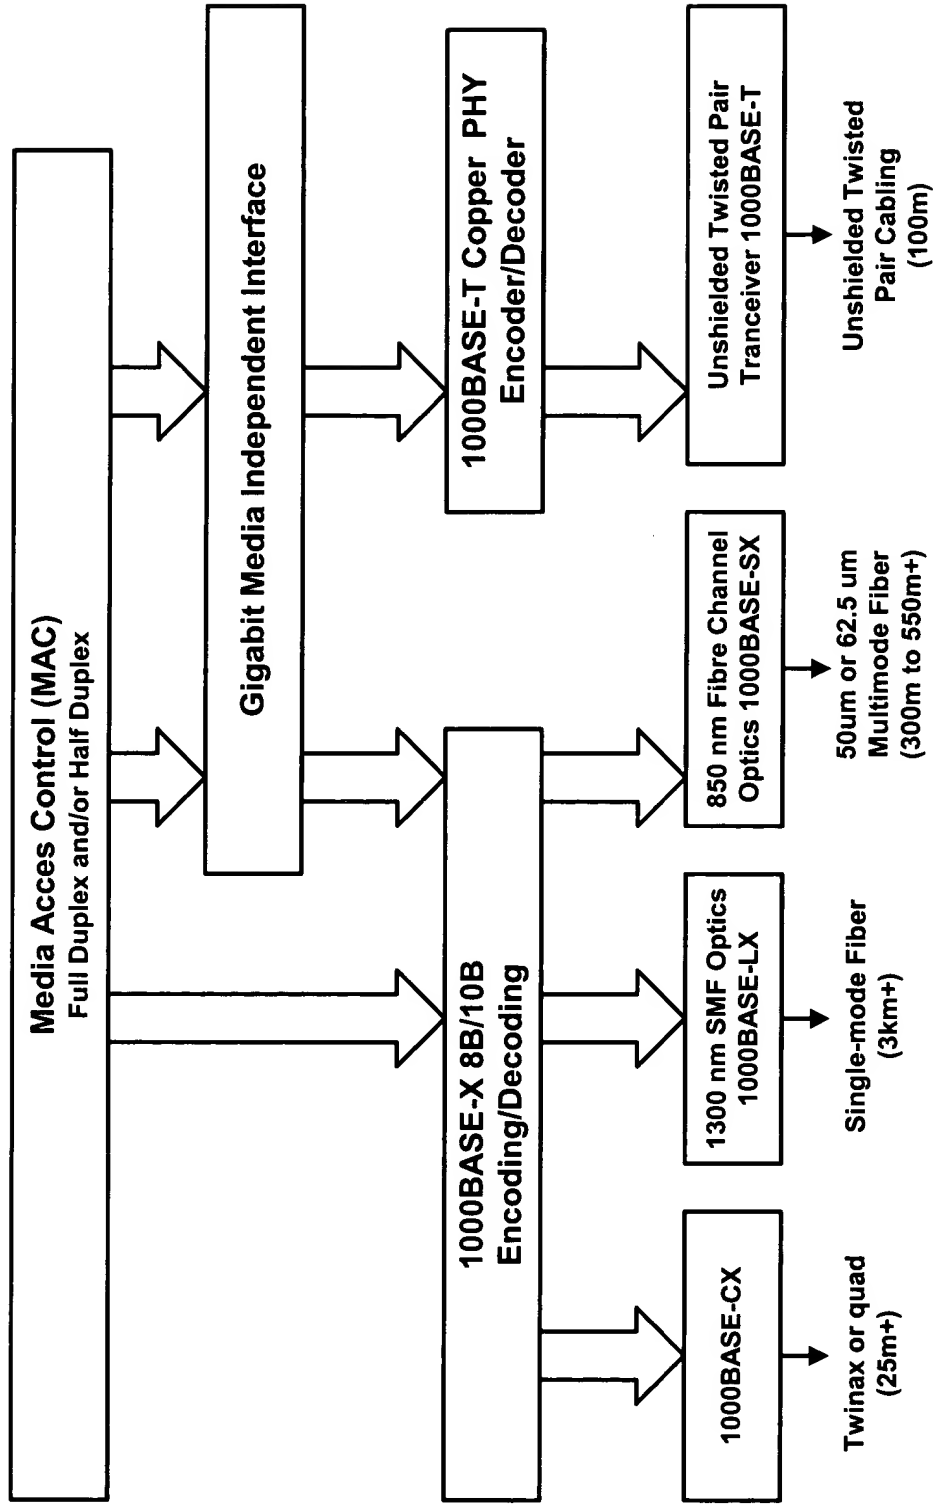 Media Acces Control (MAC)
Full Duplex and/or Half Duplex
Gigabit Media Independent Interface
1000BASE-X 8B/10B
Encoding/Decoding
1000BASE-T Copper PHY
Encoder/Decoder
1000BASE-CX
1300 nm SMF Optics
1000BASE-LX
850 nm Fibre Channel
Optics 1000BASE-SX
Unshielded Twisted Pair
Tranceiver 1000BASE-T
Twinax or quad
(25m+)
Single-mode Fiber
(3km+)
50um or 62.5 um
Multimode Fiber
(300m to 550m+)
Unshielded Twisted
Pair Cabling
(100m)